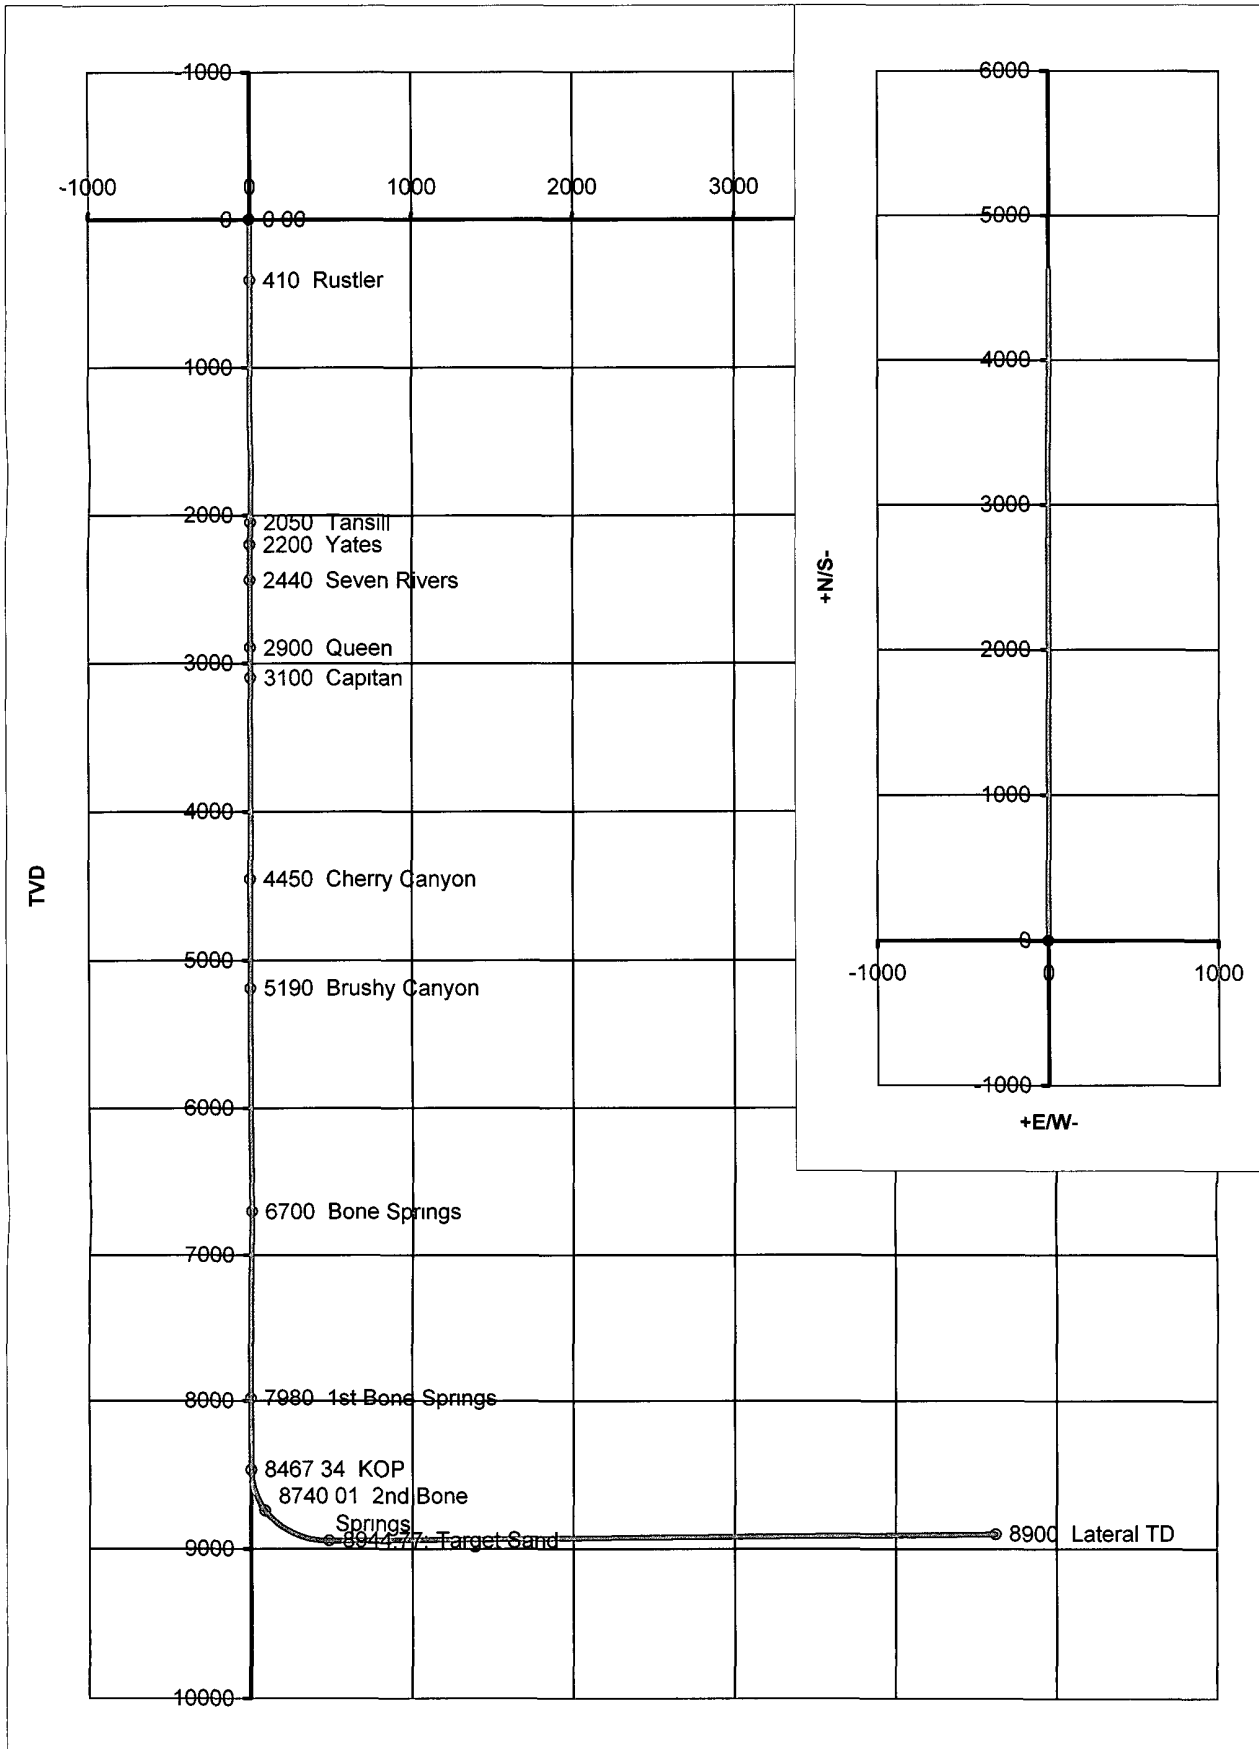 -1000
-1000 0 1000 2000 3000
0 0 00
410 Rustler
1000
2000
2050 Tansill
2200 Yates
2440 Seven Rivers
2900 Queen
3000
3100 Capitan
4000
TVD
4450 Cherry Canyon
5000
5190 Brushy Canyon
6000
6700 Bone Springs
7000
8000
7980 1st Bone Springs
8467 34 KOP
8740 01 2nd Bone
Springs
8944.77: Target Sand
8900 Lateral TD
9000
10000
6000
5000
4000
3000
+N/S-
2000
1000
0
-1000 0 1000
-1000
+E/W-